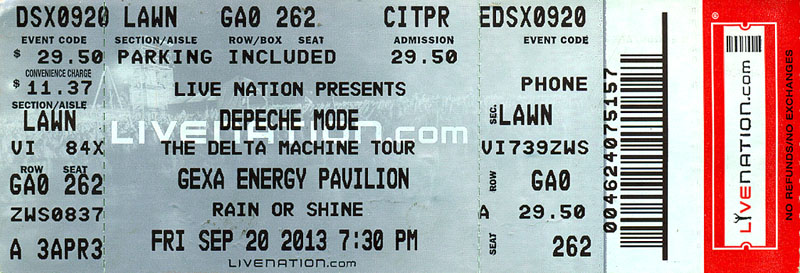 DSX0920 LAWN GA0 262 CITPR EDSX0920
EVENT CODE SECTION/AISLE ROW/BOX SEAT ADMISSION EVENT CODE
$ 29.50 PARKING INCLUDED 29.50
CONVENIENCE CHARGE
$ 11.37 LIVE NATION PRESENTS PHONE
SECTION/AISLE
LAWN DEPECHE MODE SEC. LAWN
LIVENATION.com
VI 84X THE DELTA MACHINE TOUR VI739ZWS
ROW SEAT
GA0 262 GEXA ENERGY PAVILION ROW GA0
ZWS0837 RAIN OR SHINE A 29.50
A 3APR3 FRI SEP 20 2013 7:30 PM SEAT 262
LIVENATION.com
004624075157
LIVENATION.com
NO REFUNDS/NO EXCHANGES